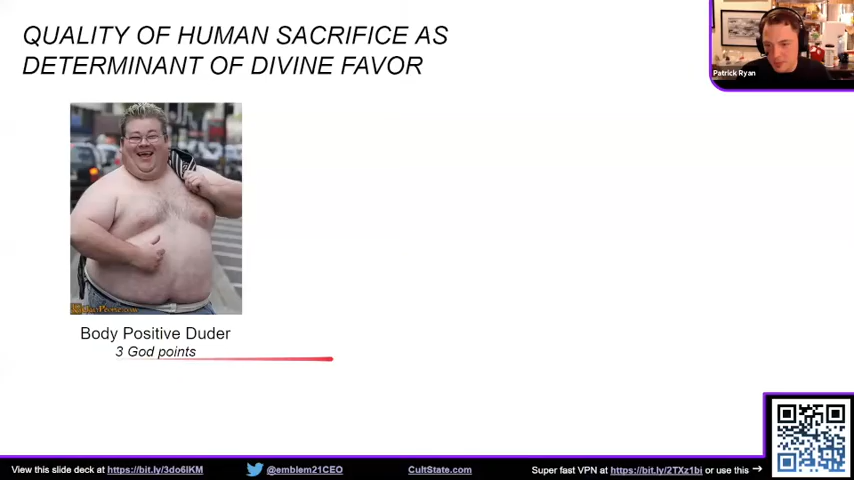 QUALITY OF HUMAN SACRIFICE AS
DETERMINANT OF DIVINE FAVOR
Patrick Ryan
Body Positive Duder
3 God points
View this slide deck at https://bit.ly/3do6lKM
@emblem21CEO
CultState.com
Super fast VPN at https://bit.ly/2TXz1bi or use this →